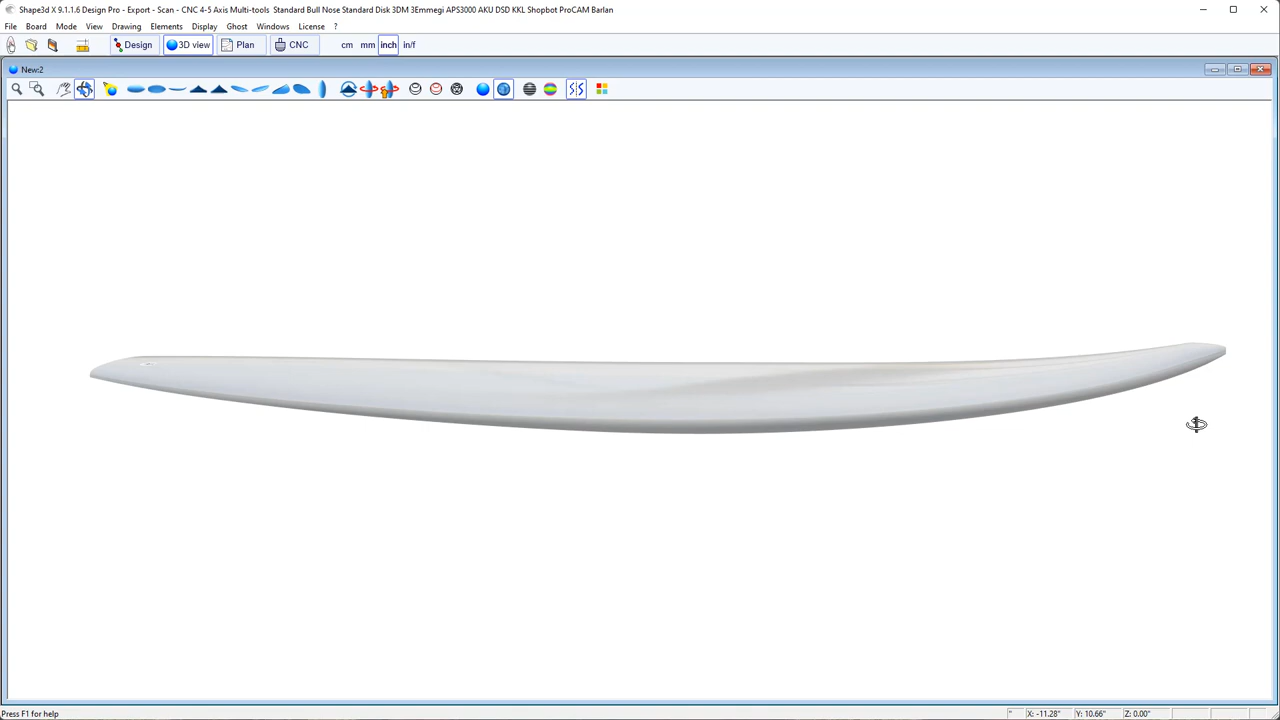 Shape3d X 9.1.1.6 Design Pro - Export - Scan - CNC 4-5 Axis Multi-tools  Standard Bull Nose Standard Disk 3DM 3Emmegi APS3000 AKU DSD KKL Shopbot ProCAM Barlan
File Board Mode View Drawing Elements Display Ghost Windows License ?
Design 3D view Plan CNC cm mm inch in/f
New:2
Press F1 for help " X: -11.28" Y: 10.66" Z: 0.00"